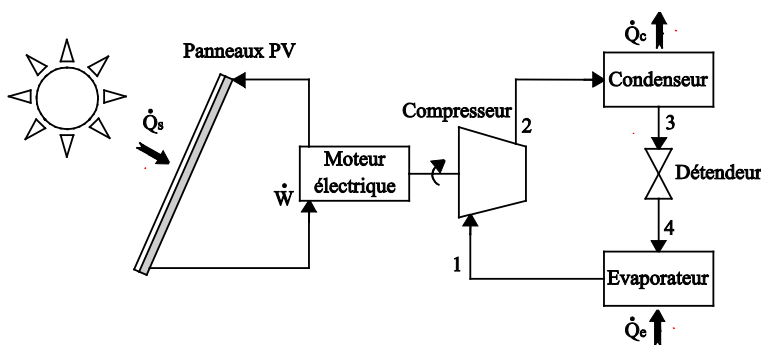 Panneaux PV
Q̇s
Ẇ
Moteur
électrique
Compresseur
2
1
Q̇c
Condenseur
3
Détendeur
4
Evaporateur
Q̇e